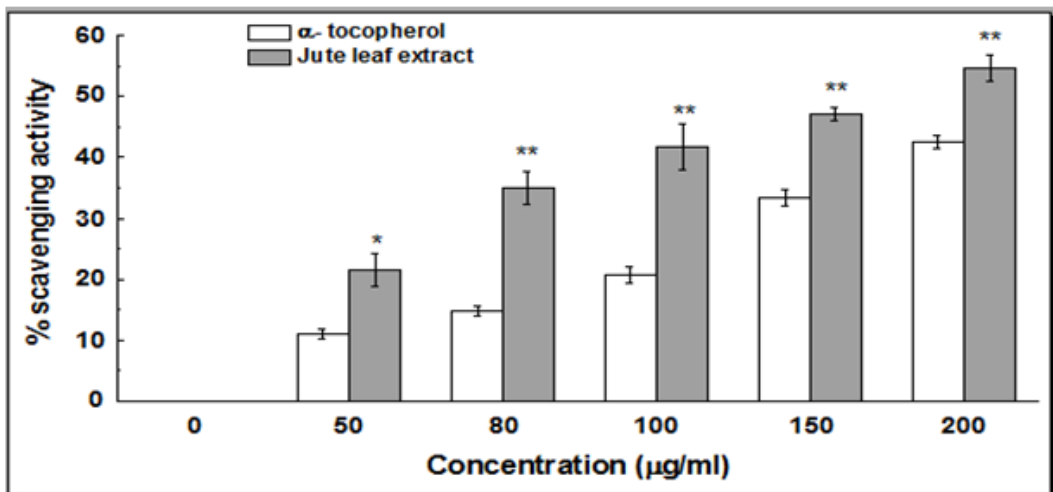 α- tocopherol
Jute leaf extract
% scavenging activity
60
50
40
30
20
10
0
*
**
**
**
**
0 50 80 100 150 200
Concentration (µg/ml)